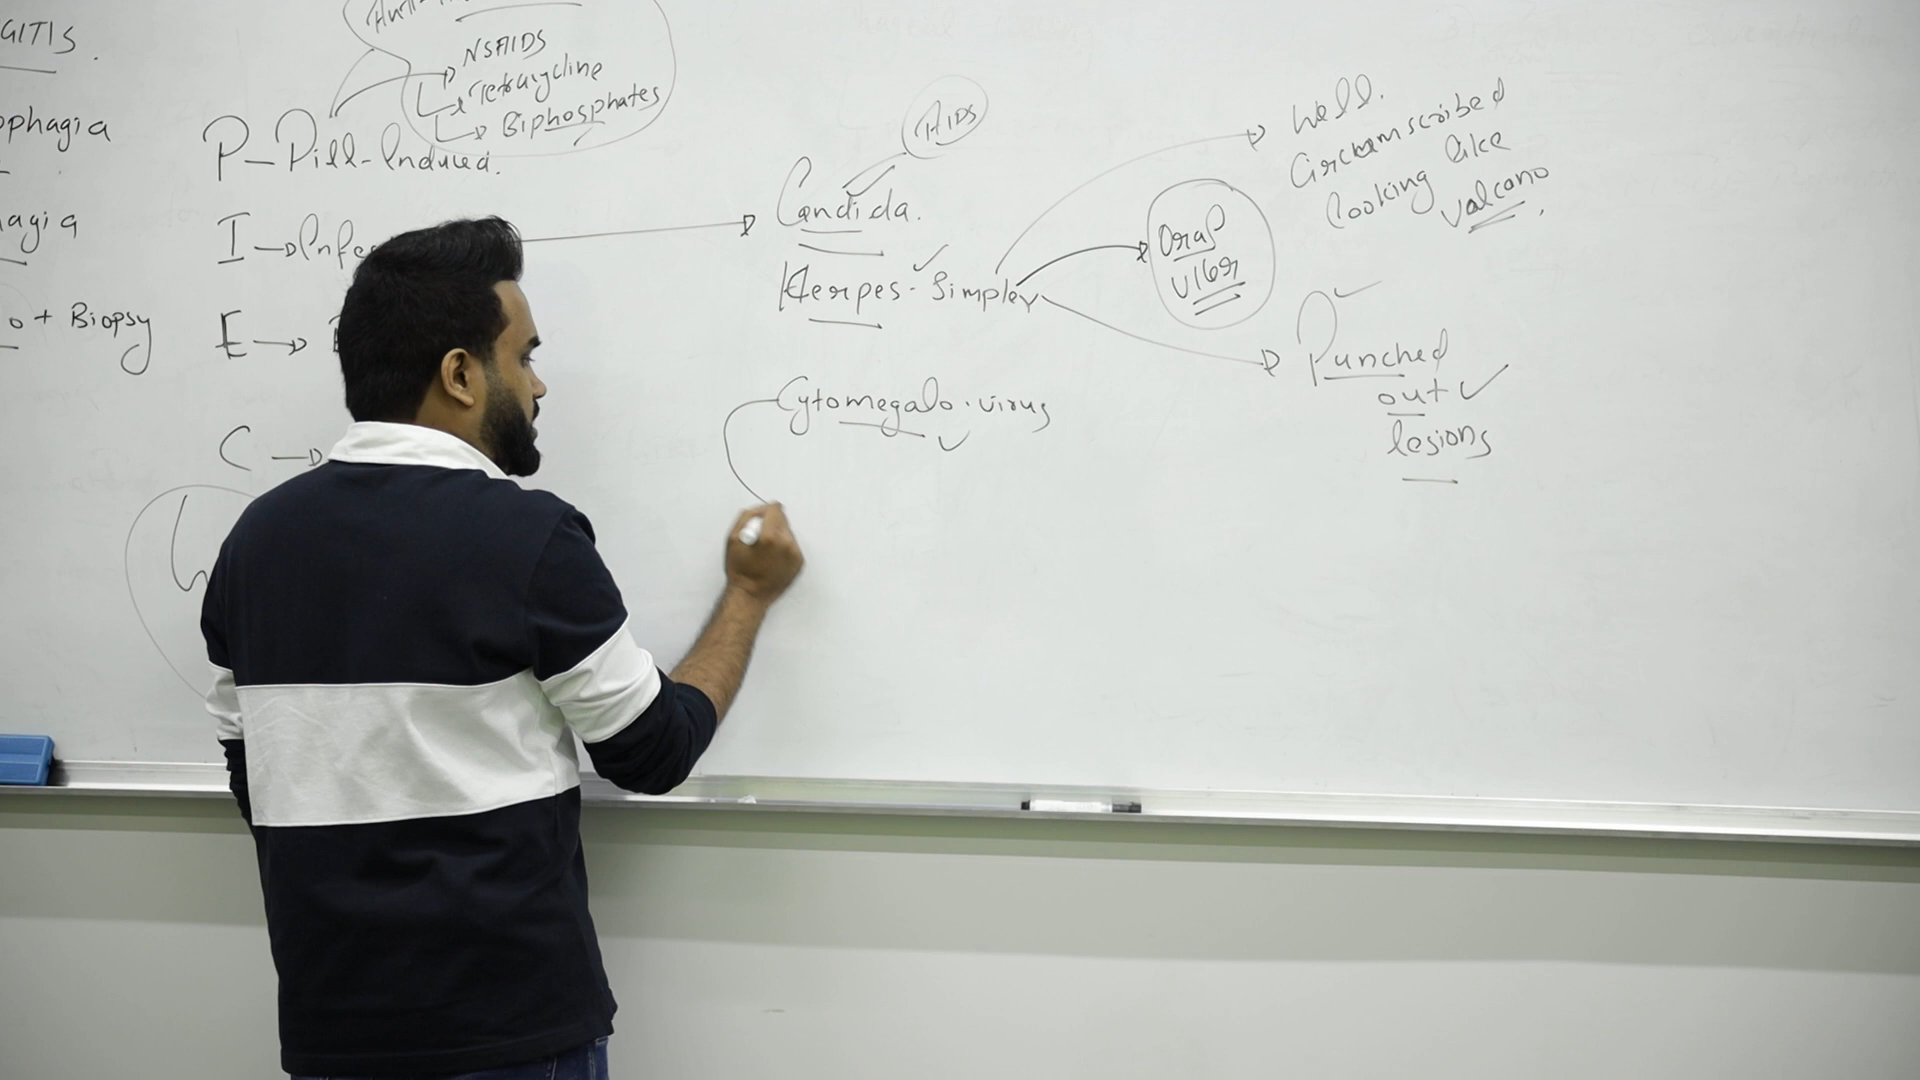 GITIS.
NSAIDS
Tetracycline
Biphosphates
ophagia
P-Pill-Induced.
agia
I→Infe
o + Biopsy
E→
C→
AIDS
Candida.
Herpes-Simplex
Cytomegalo.virus
Well.
Circumscribed
looking like
valcano.
Oral
Ulcer
Punched
out
lesions